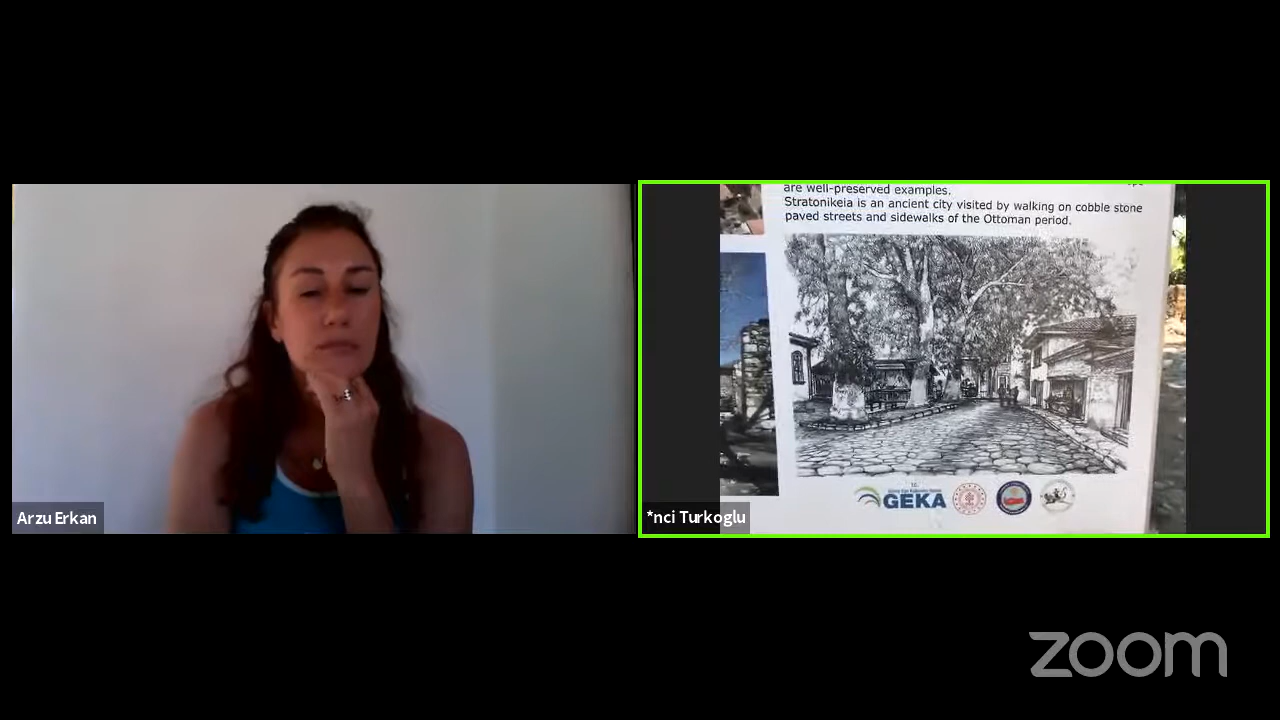 are well-preserved examples.
Stratonikeia is an ancient city visited by walking on cobble stone
paved streets and sidewalks of the Ottoman period.
GEKA
Arzu Erkan
*nci Turkoglu
zoom